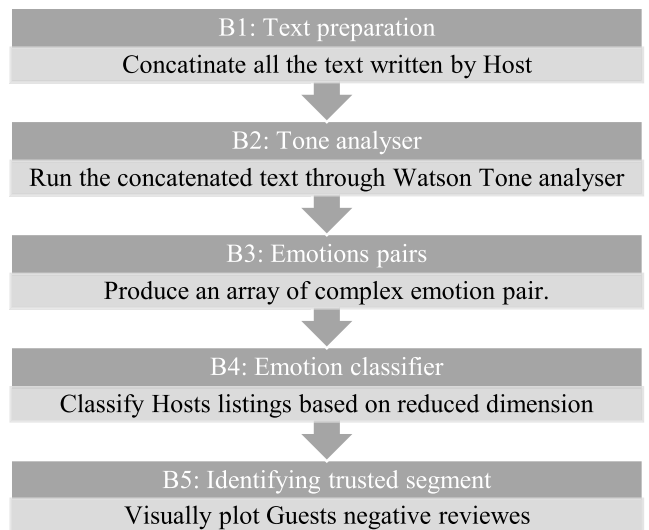 B1: Text preparation
Concatinate all the text written by Host
B2: Tone analyser
Run the concatenated text through Watson Tone analyser
B3: Emotions pairs
Produce an array of complex emotion pair.
B4: Emotion classifier
Classify Hosts listings based on reduced dimension
B5: Identifying trusted segment
Visually plot Guests negative reviewes